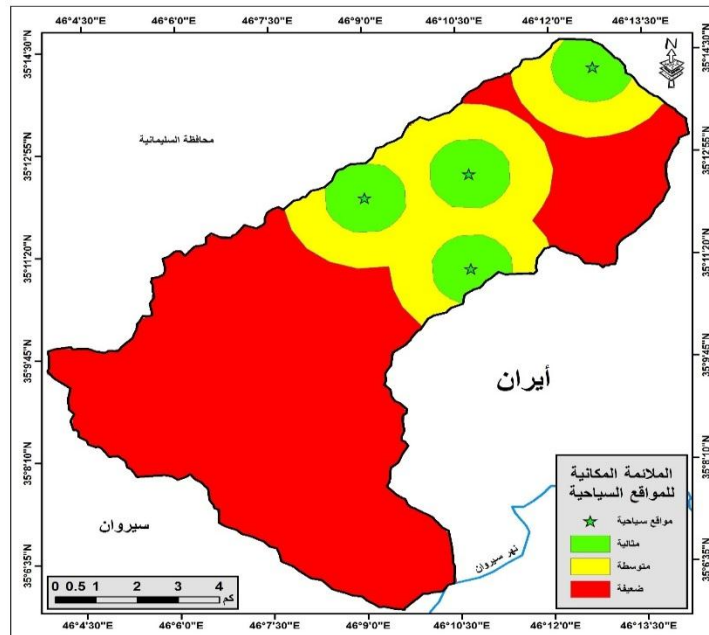 46°4'30"E 46°6'0"E 46°7'30"E 46°9'0"E 46°10'30"E 46°12'0"E 46°13'30"E
35°14'30"N 35°14'30"N
N
محافظة السليمانية
35°12'55"N 35°12'55"N
35°11'20"N 35°11'20"N
35°9'45"N 35°9'45"N
أيران
35°8'10"N 35°8'10"N
الملائمة المكانية
للمواقع السياحية
مواقع سياحية
مثالية
متوسطة
ضعيفة
سيروان
نهر سيروان
35°6'35"N 35°6'35"N
0 0.5 1 2 3 4
كم
46°4'30"E 46°6'0"E 46°7'30"E 46°9'0"E 46°10'30"E 46°12'0"E 46°13'30"E